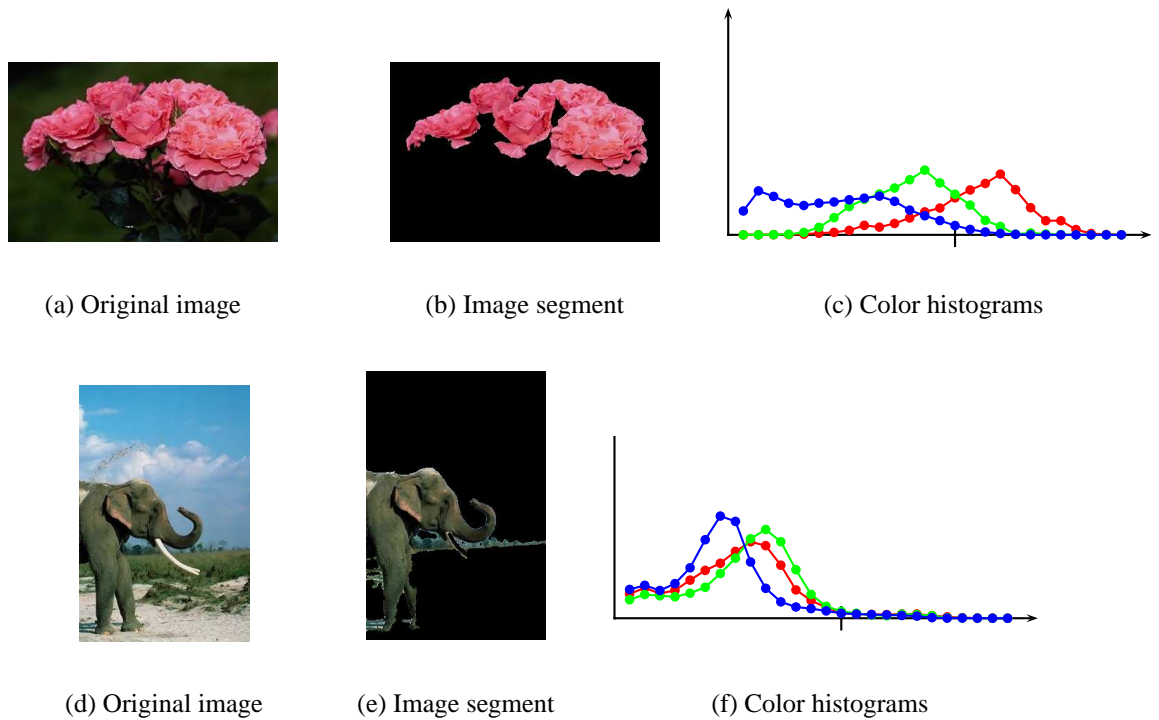 (a) Original image
(b) Image segment
(c) Color histograms
(d) Original image
(e) Image segment
(f) Color histograms